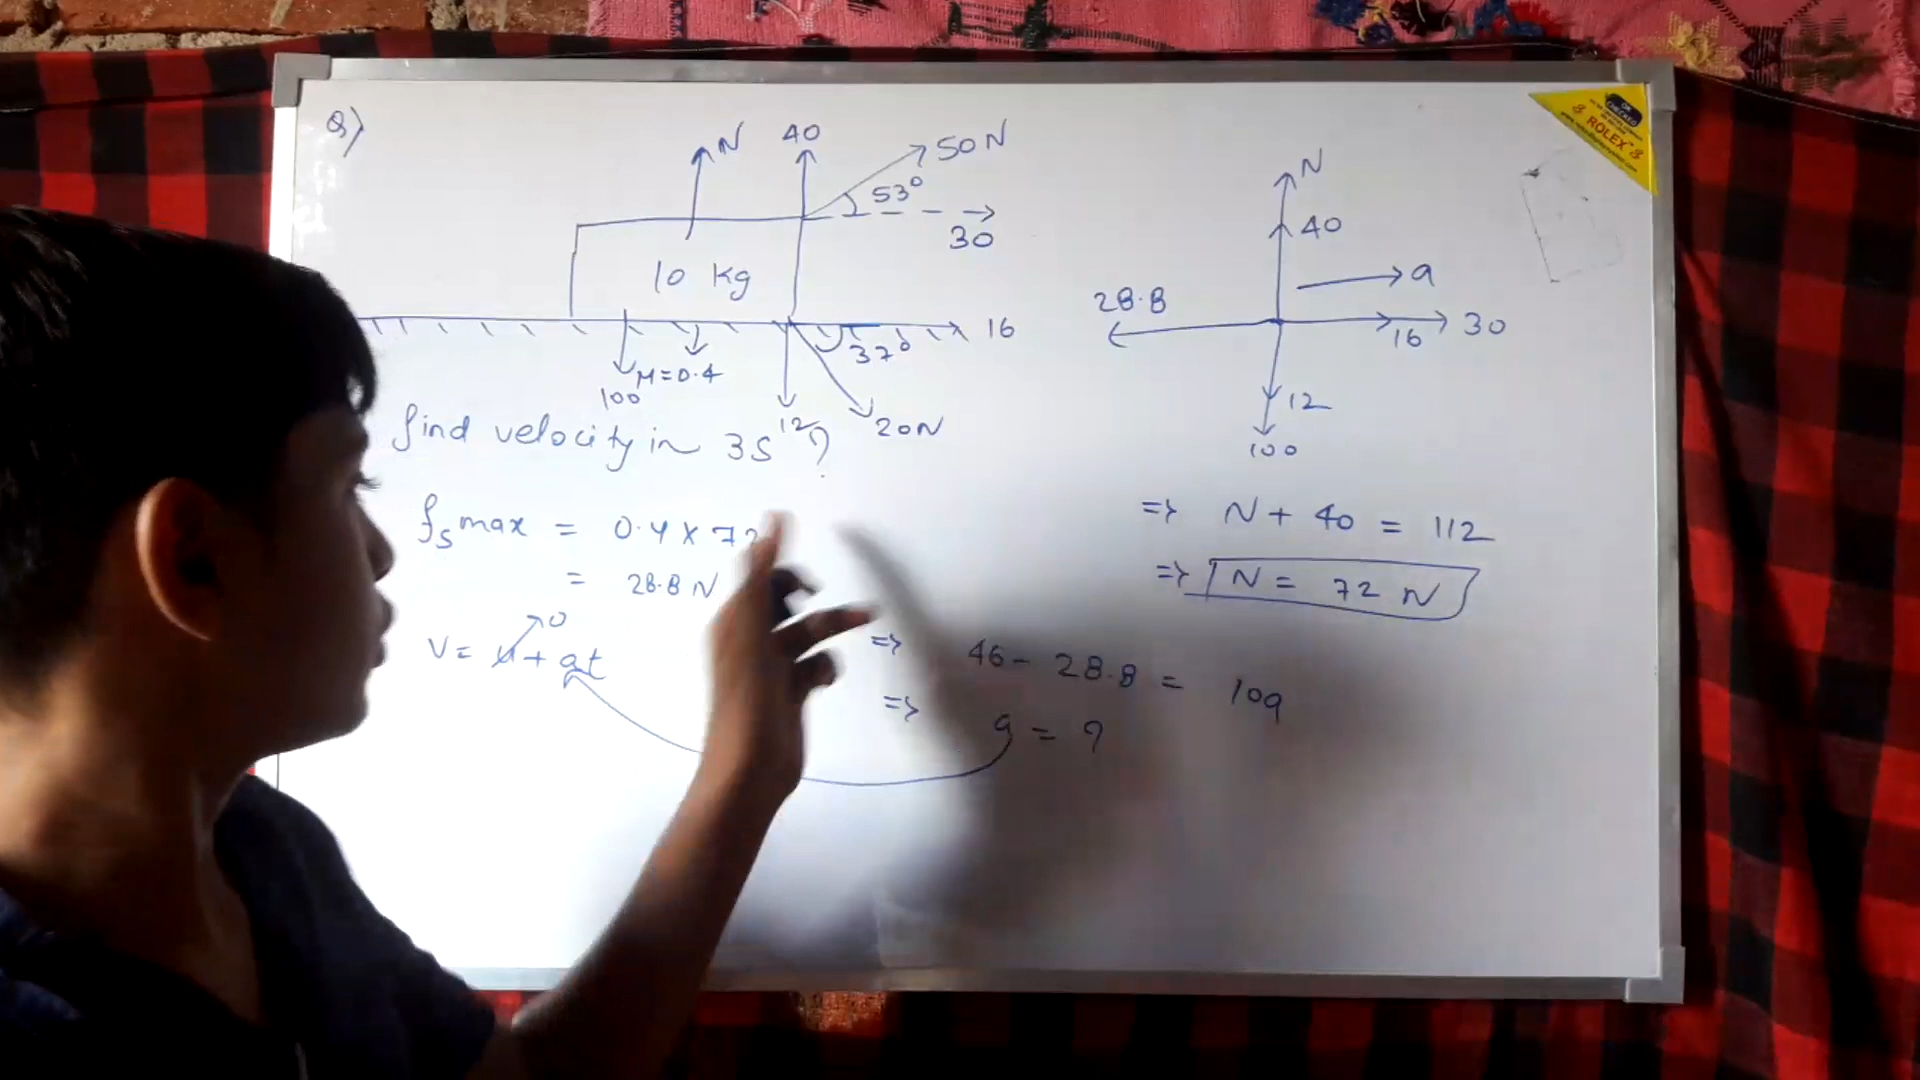 Q)
N
40
50N
53°
30
10 kg
16
37°
μ=0.4
100
12
20N
find velocity in 3s ?
fs max = 0.4 x 72
= 28.8 N
v = u + at
0
N
40
a
28.8
16
30
12
100
=> N + 40 = 112
=> N = 72 N
=> 46 - 28.8 = 10a
=> a = ?
ROLEX